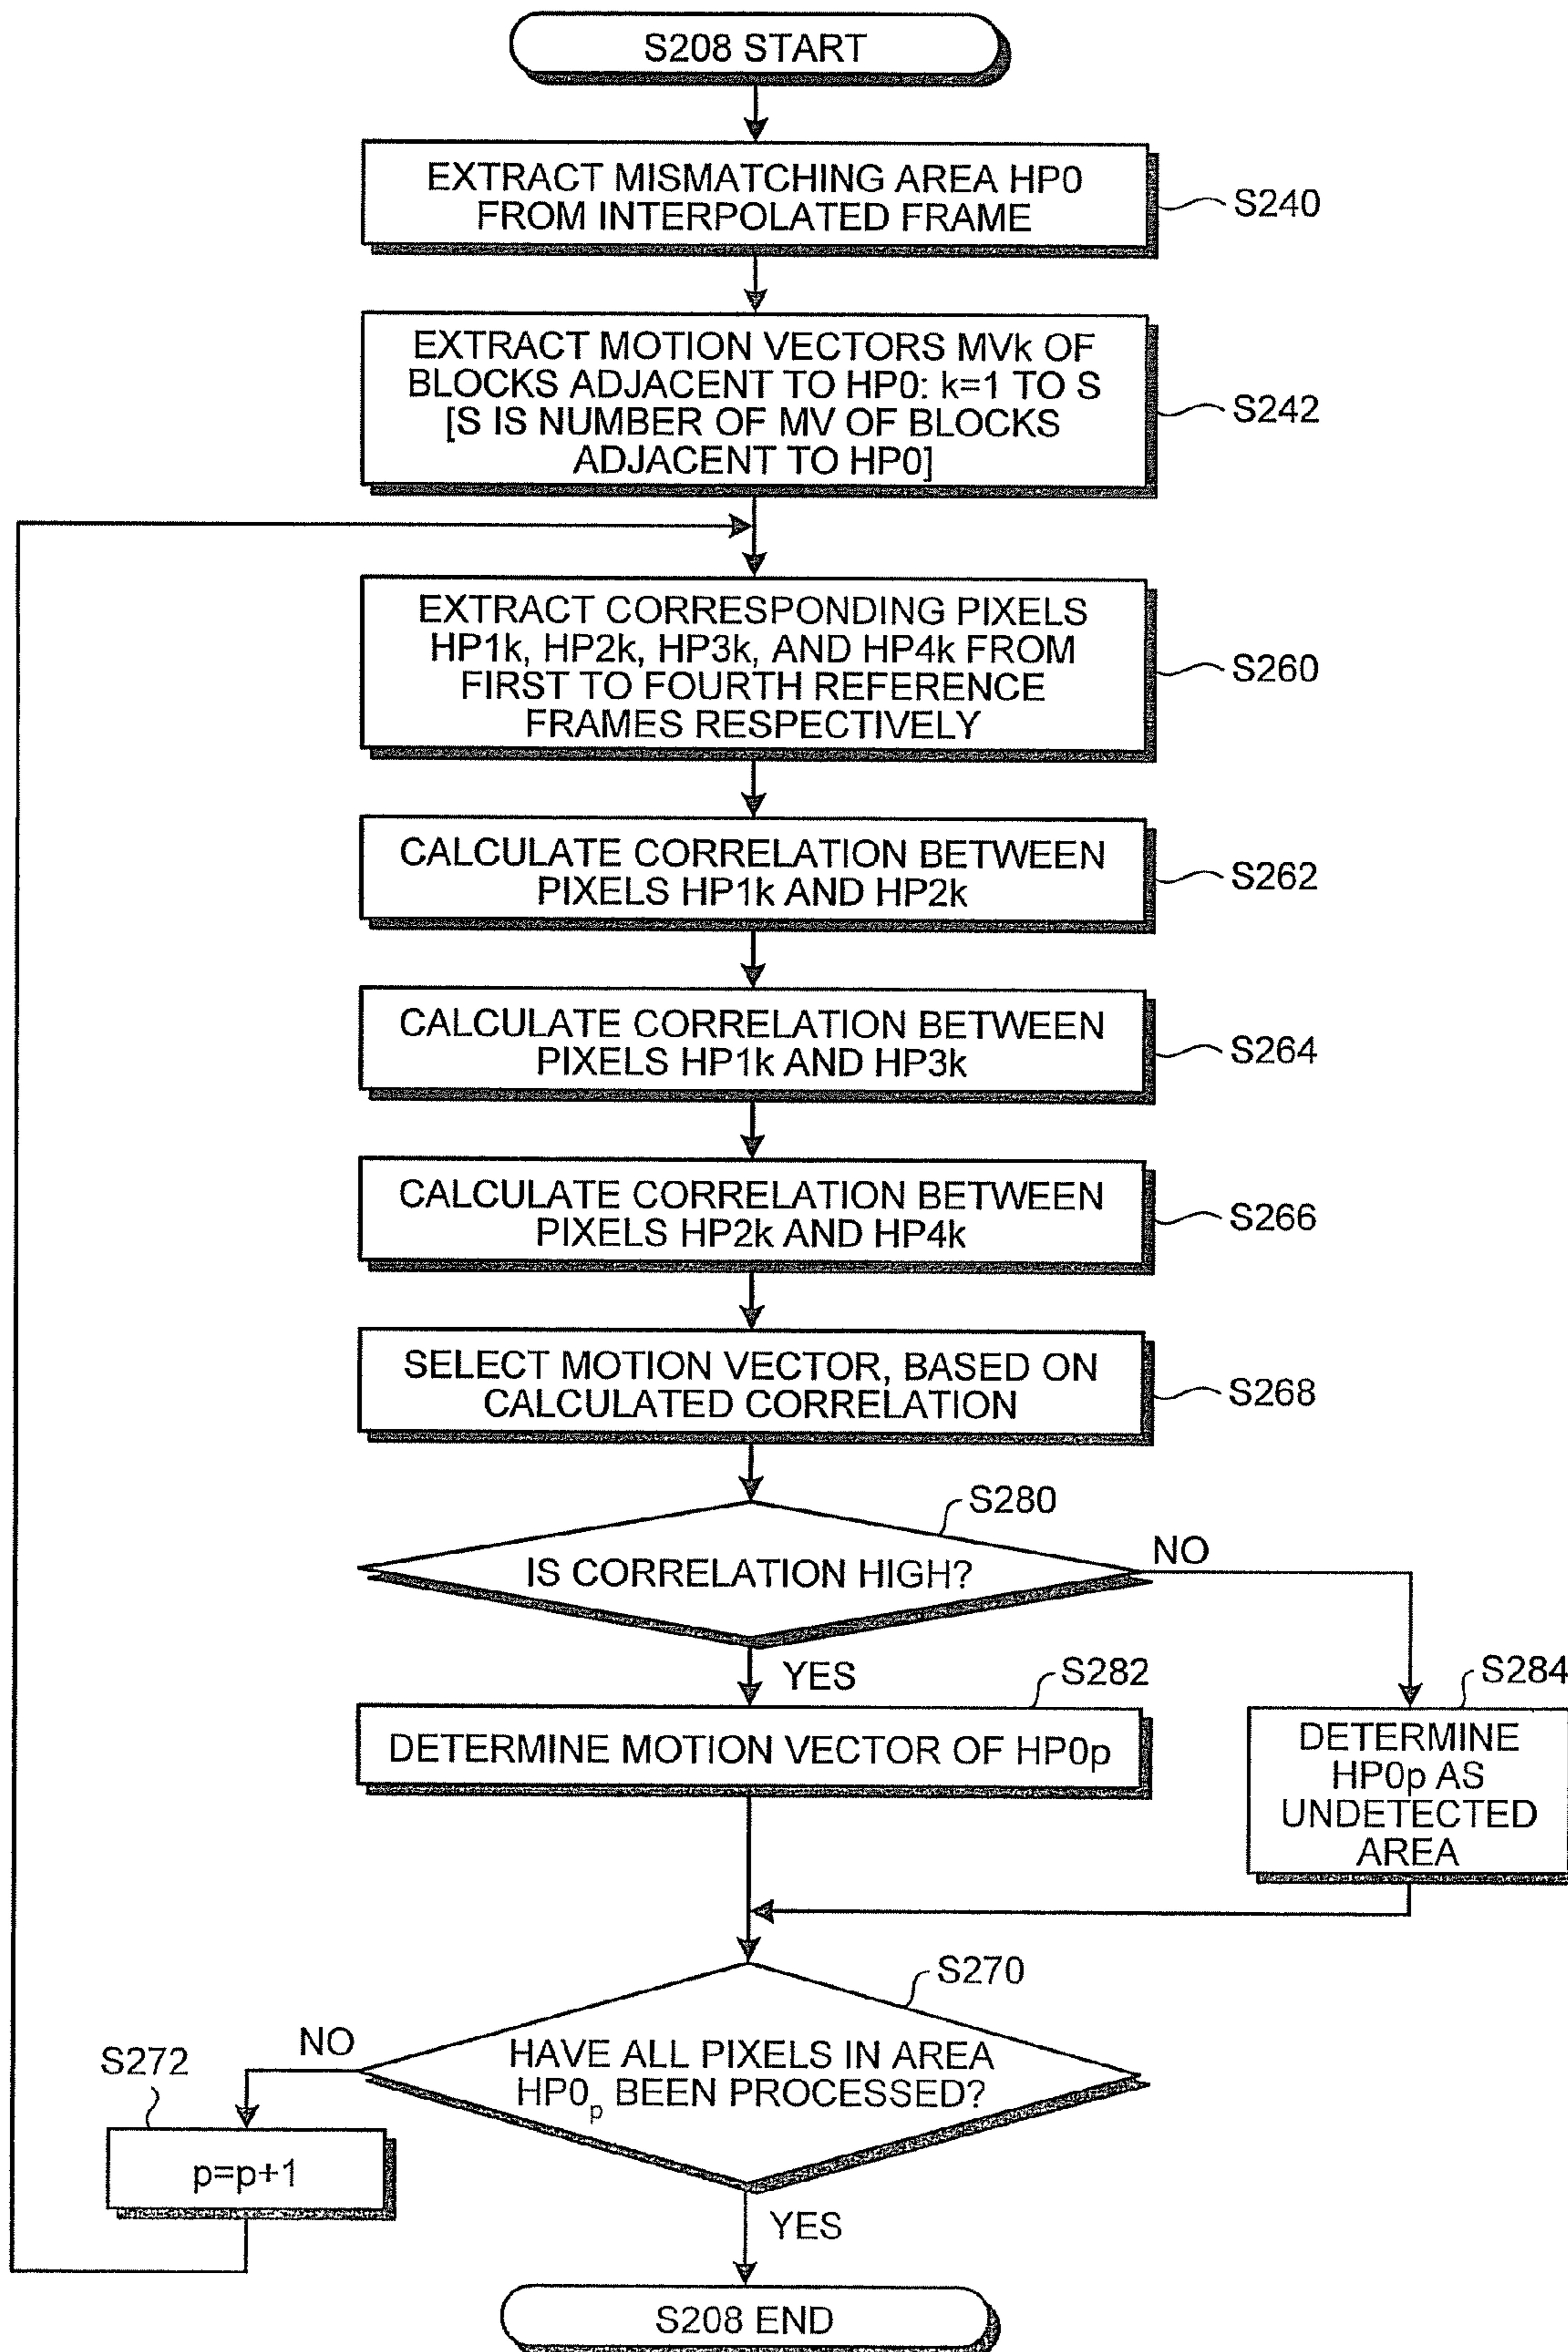 S208 START
EXTRACT MISMATCHING AREA HP0
FROM INTERPOLATED FRAME
S240
EXTRACT MOTION VECTORS MVk OF
BLOCKS ADJACENT TO HP0: k=1 TO S
[S IS NUMBER OF MV OF BLOCKS
ADJACENT TO HP0]
S242
EXTRACT CORRESPONDING PIXELS
HP1k, HP2k, HP3k, AND HP4k FROM
FIRST TO FOURTH REFERENCE
FRAMES RESPECTIVELY
S260
CALCULATE CORRELATION BETWEEN
PIXELS HP1k AND HP2k
S262
CALCULATE CORRELATION BETWEEN
PIXELS HP1k AND HP3k
S264
CALCULATE CORRELATION BETWEEN
PIXELS HP2k AND HP4k
S266
SELECT MOTION VECTOR, BASED ON
CALCULATED CORRELATION
S268
S280
IS CORRELATION HIGH?
NO
YES
S282
DETERMINE MOTION VECTOR OF HP0p
S284
DETERMINE
HP0p AS
UNDETECTED
AREA
S270
HAVE ALL PIXELS IN AREA
HP0p BEEN PROCESSED?
NO
S272
p=p+1
YES
S208 END